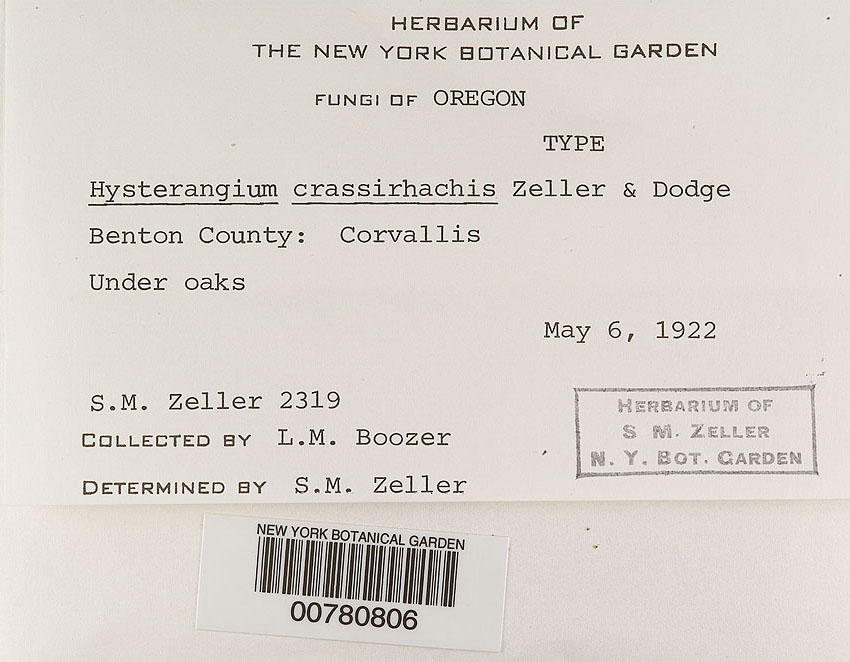 HERBARIUM OF
THE NEW YORK BOTANICAL GARDEN
FUNGI OF OREGON
TYPE
Hysterangium crassirhachis Zeller & Dodge
Benton County: Corvallis
Under oaks
May 6, 1922
S.M. Zeller 2319
COLLECTED BY L.M. Boozer
DETERMINED BY S.M. Zeller
HERBARIUM OF
S M. ZELLER
N. Y. BOT. GARDEN
NEW YORK BOTANICAL GARDEN
00780806